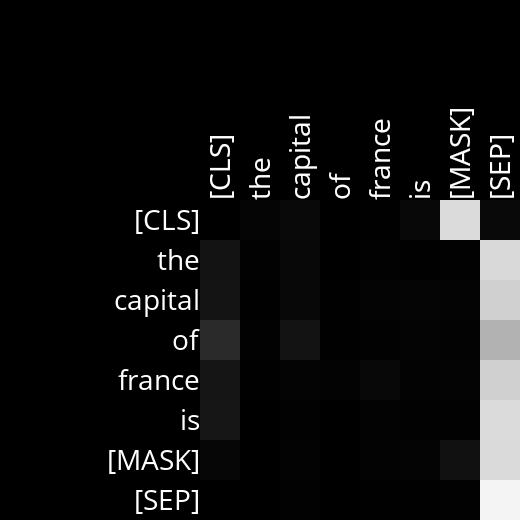 [CLS]
the
capital
of
france
is
[MASK]
[SEP]
[CLS]
the
capital
of
france
is
[MASK]
[SEP]